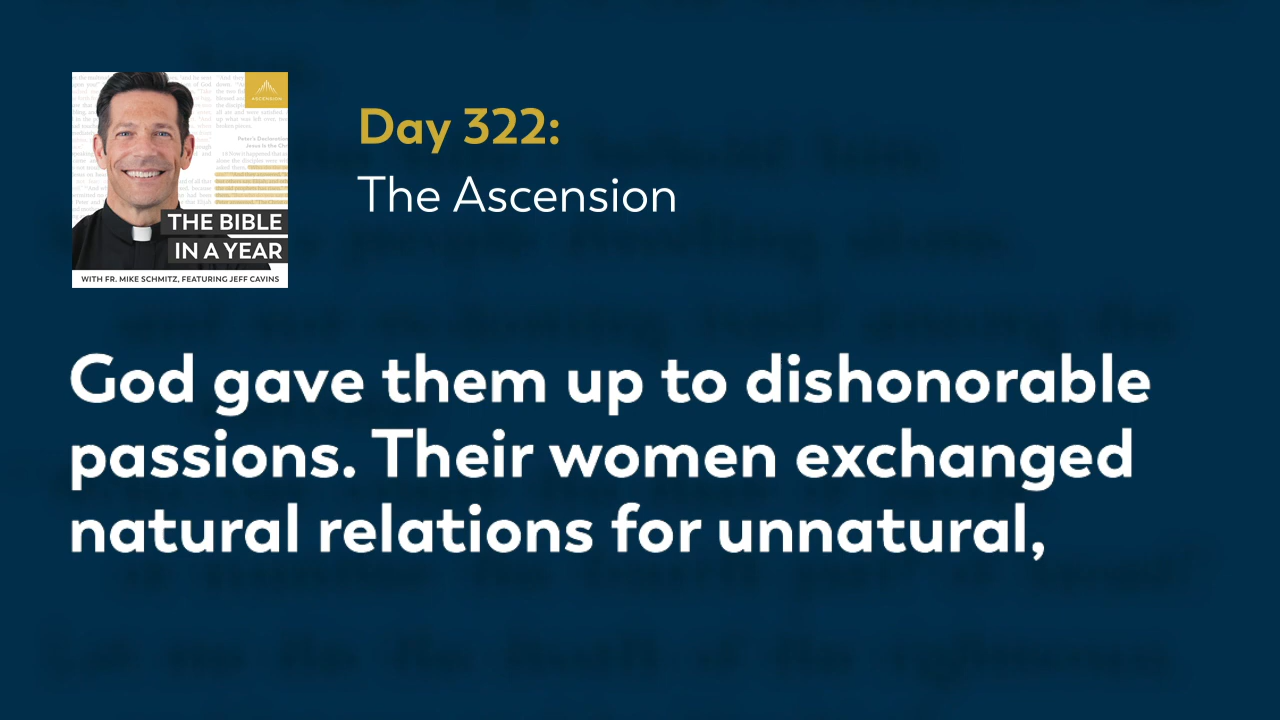 ASCENSION
Day 322:
The Ascension
THE BIBLE
IN A YEAR
WITH FR. MIKE SCHMITZ, FEATURING JEFF CAVINS
God gave them up to dishonorable
passions. Their women exchanged
natural relations for unnatural,